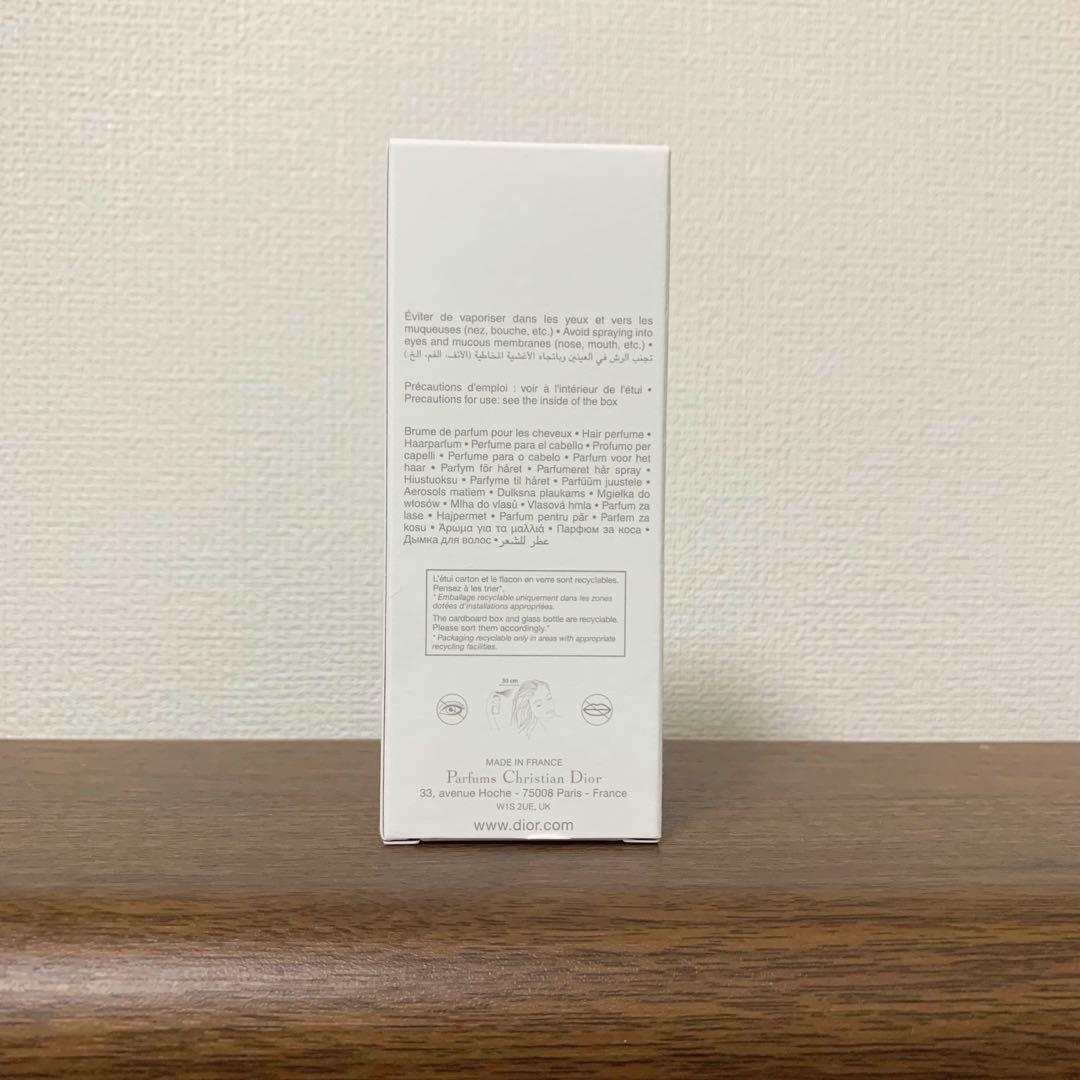 Éviter de vaporiser dans les yeux et vers les
muqueuses (nez, bouche, etc.) • Avoid spraying into
eyes and mucous membranes (nose, mouth, etc.) •
تجنب الرش في العينين وباتجاه الأغشية المخاطية (الأنف، الفم، الخ.)
Précautions d'emploi : voir à l'intérieur de l'étui •
Precautions for use: see the inside of the box
Brume de parfum pour les cheveux • Hair perfume •
Haarparfum • Perfume para el cabello • Profumo per
capelli • Perfume para o cabelo • Parfum voor het
haar • Parfym för håret • Parfumeret hår spray •
Hiustuoksu • Parfyme til håret • Parfüüm juustele •
Aerosols matiem • Dulksna plaukams • Mgiełka do
włosów • Mlha do vlasů • Vlasová hmla • Parfum za
lase • Hajpermet • Parfum pentru păr • Parfem za
kosu • Άρωμα για τα μαλλιά • Парфюм за коса •
Дымка для волос • عطر للشعر
L'étui carton et le flacon en verre sont recyclables.
Pensez à les trier*.
* Emballage recyclable uniquement dans les zones
dotées d'installations appropriées.
The cardboard box and glass bottle are recyclable.
Please sort them accordingly.*
* Packaging recyclable only in areas with appropriate
recycling facilities.
30 cm
MADE IN FRANCE
Parfums Christian Dior
33, avenue Hoche - 75008 Paris - France
W1S 2UE, UK
www.dior.com